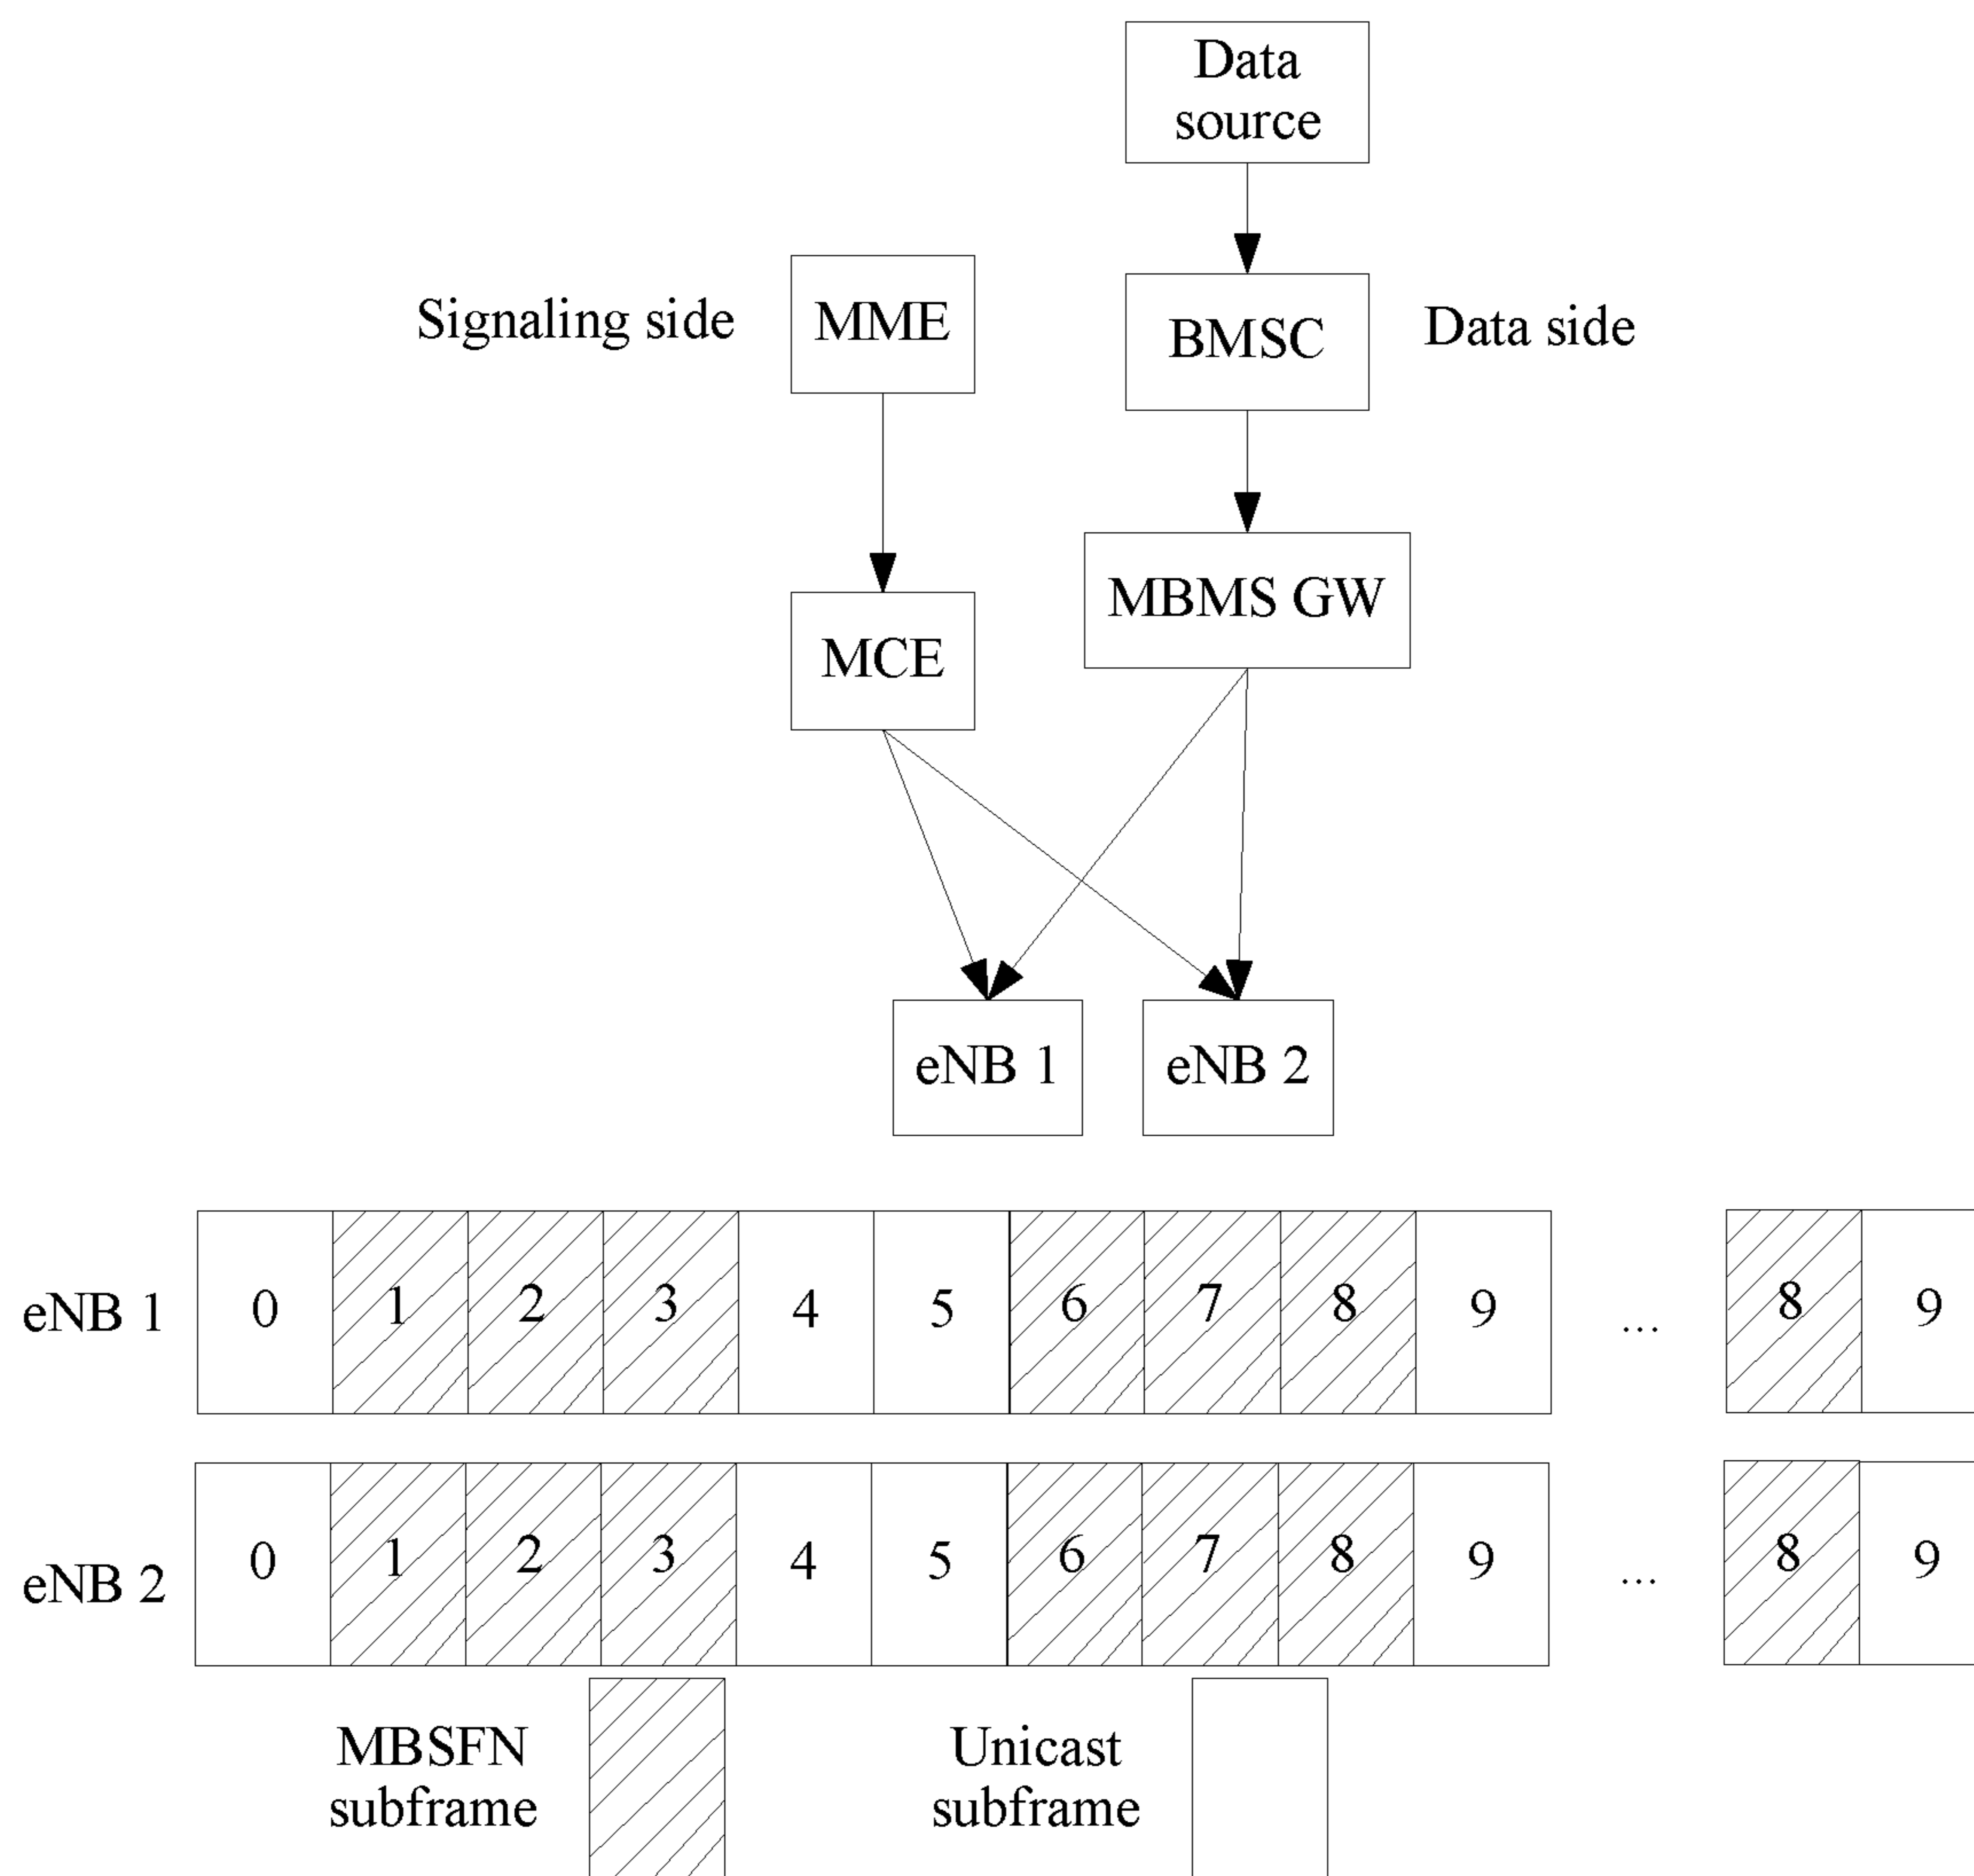 Data
source
Signaling side
MME
BMSC
Data side
MBMS GW
MCE
eNB 1
eNB 2
eNB 1
0 1 2 3 4 5 6 7 8 9 ... 8 9
eNB 2
0 1 2 3 4 5 6 7 8 9 ... 8 9
MBSFN
subframe
Unicast
subframe